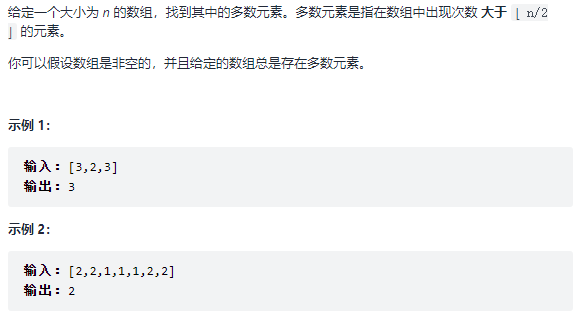 给定一个大小为 n 的数组，找到其中的多数元素。多数元素是指在数组中出现次数 大于 ⌊ n/2
⌋ 的元素。
你可以假设数组是非空的，并且给定的数组总是存在多数元素。
示例 1：
输入：[3,2,3]
输出：3
示例 2：
输入：[2,2,1,1,1,2,2]
输出：2